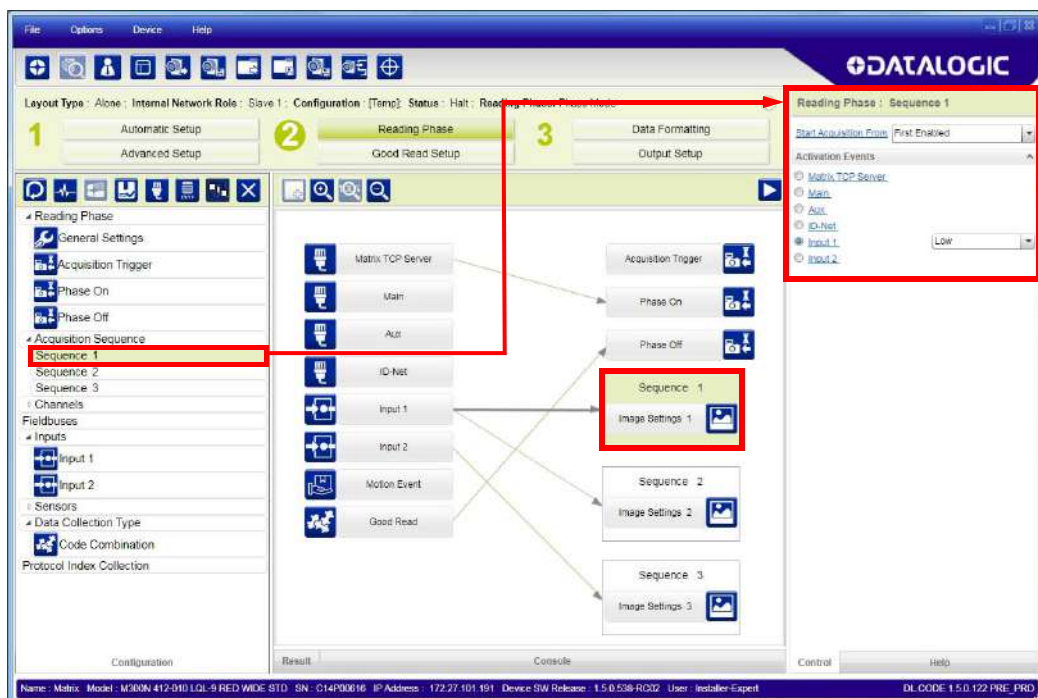 File Options Device Help
DATALOGIC
Layout Type : Alone : Internal Network Role : Slave 1 : Configuration : [Temp]: Status : Halt : Reading Phase: Phase Mode
1 Automatic Setup
Advanced Setup
2 Reading Phase
Good Read Setup
3 Data Formatting
Output Setup
Reading Phase
General Settings
Acquisition Trigger
Phase On
Phase Off
Acquisition Sequence
Sequence 1
Sequence 2
Sequence 3
Channels
Fieldbuses
Inputs
Input 1
Input 2
Sensors
Data Collection Type
Code Combination
Protocol Index Collection
Configuration
Matrix TCP Server
Main
Aux
ID-Net
Input 1
Input 2
Motion Event
Good Read
Acquisition Trigger
Phase On
Phase Off
Sequence 1
Image Settings 1
Sequence 2
Image Settings 2
Sequence 3
Image Settings 3
Result Console
Reading Phase : Sequence 1
Start Acquisition From First Enabled
Activation Events
Matrix TCP Server
Main
Aux
ID-Net
Input 1 Low
Input 2
Control Help
Name : Matrix Model : M300N 412-010 LQL-9 RED WIDE STD SN : C14P00616 IP Address : 172.27.101.191 Device SW Release : 1.5.0.538-RC02 User : Installer-Expert DL.CODE 1.5.0.122 PRE_PRD